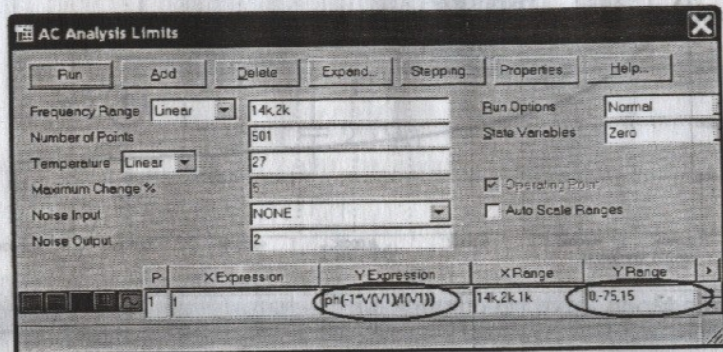 AC Analysis Limits
Run Add Delete Expand... Stepping Properties... Help...
Frequency Range Linear 14k,2k Run Options Normal
Number of Points 501 State Variables Zero
Temperature Linear 27
Maximum Change % 5 Operating Point
Noise Input NONE Auto Scale Ranges
Noise Output 2
P X Expression Y Expression X Range Y Range >
1 f ph(-1*V(V1)/I(V1)) 14k,2k,1k 0,-75,15